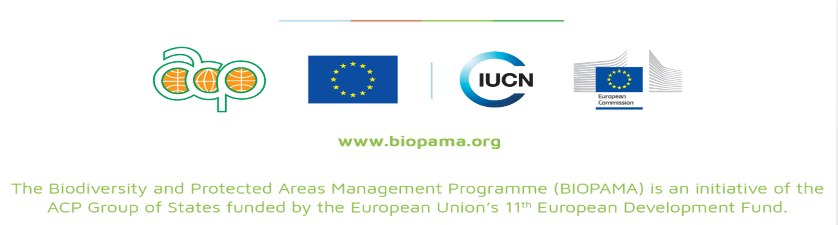 acp
IUCN
European
Commission
www.biopama.org
The Biodiversity and Protected Areas Management Programme (BIOPAMA) is an initiative of the
ACP Group of States funded by the European Union's 11th European Development Fund.